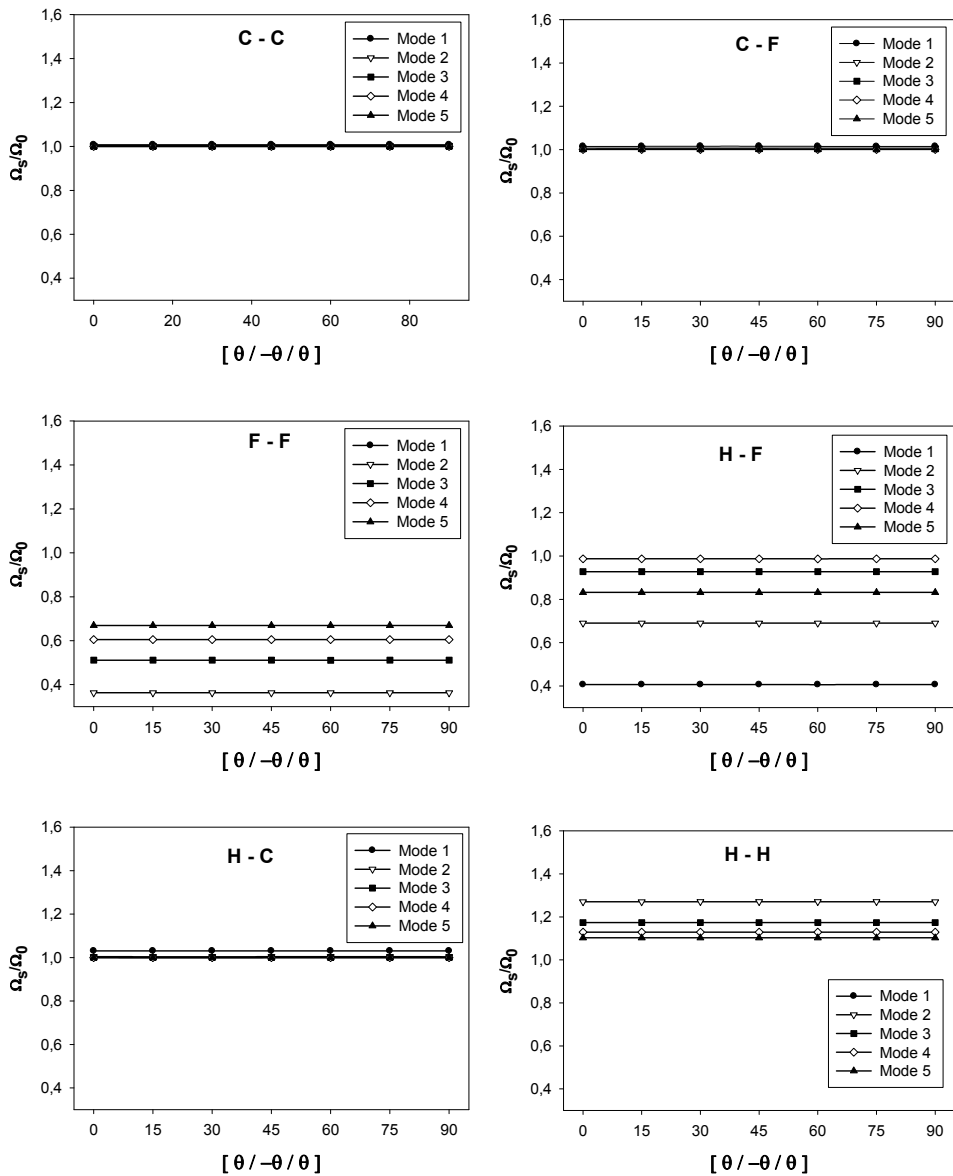 C - C
Mode 1
Mode 2
Mode 3
Mode 4
Mode 5
1,6
1,4
1,2
1,0
0,8
0,6
0,4
Ωs/Ω0
0 20 40 60 80
[ θ / –θ / θ ]
C - F
Mode 1
Mode 2
Mode 3
Mode 4
Mode 5
1,6
1,4
1,2
1,0
0,8
0,6
0,4
Ωs/Ω0
0 15 30 45 60 75 90
[ θ / –θ / θ ]
F - F
Mode 1
Mode 2
Mode 3
Mode 4
Mode 5
1,6
1,4
1,2
1,0
0,8
0,6
0,4
Ωs/Ω0
0 15 30 45 60 75 90
[ θ / –θ / θ ]
H - F
Mode 1
Mode 2
Mode 3
Mode 4
Mode 5
1,6
1,4
1,2
1,0
0,8
0,6
0,4
Ωs/Ω0
0 15 30 45 60 75 90
[ θ / –θ / θ ]
H - C
Mode 1
Mode 2
Mode 3
Mode 4
Mode 5
1,6
1,4
1,2
1,0
0,8
0,6
0,4
Ωs/Ω0
0 15 30 45 60 75 90
[ θ / –θ / θ ]
H - H
Mode 1
Mode 2
Mode 3
Mode 4
Mode 5
1,6
1,4
1,2
1,0
0,8
0,6
0,4
Ωs/Ω0
0 15 30 45 60 75 90
[ θ / –θ / θ ]